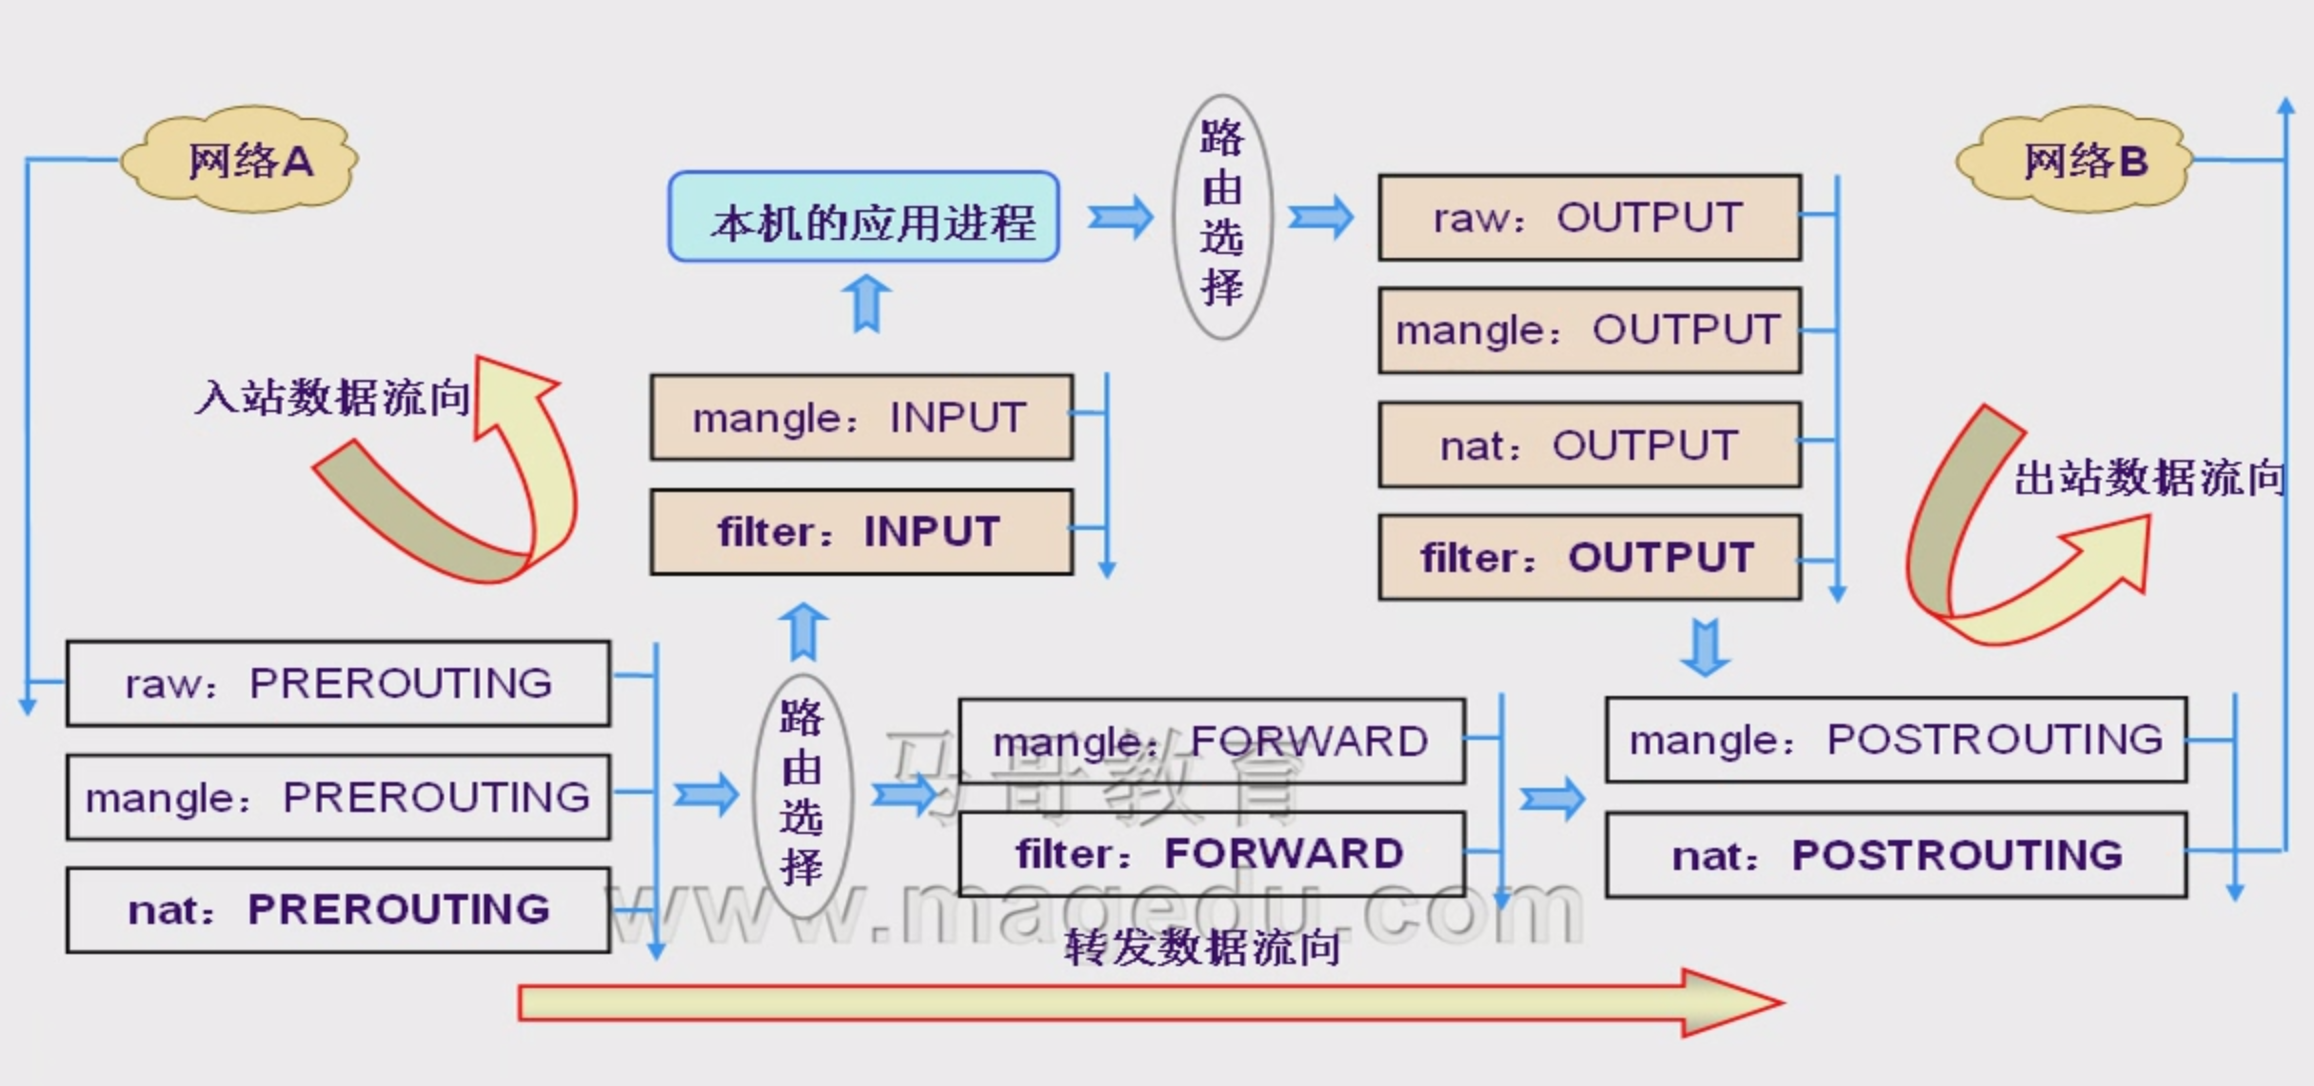 网络A
网络B
本机的应用进程
路由选择
raw：OUTPUT
mangle：OUTPUT
nat：OUTPUT
filter：OUTPUT
入站数据流向
mangle：INPUT
filter：INPUT
出站数据流向
raw：PREROUTING
mangle：PREROUTING
nat：PREROUTING
路由选择
mangle：FORWARD
filter：FORWARD
mangle：POSTROUTING
nat：POSTROUTING
马哥教育
www.magedu.com
转发数据流向